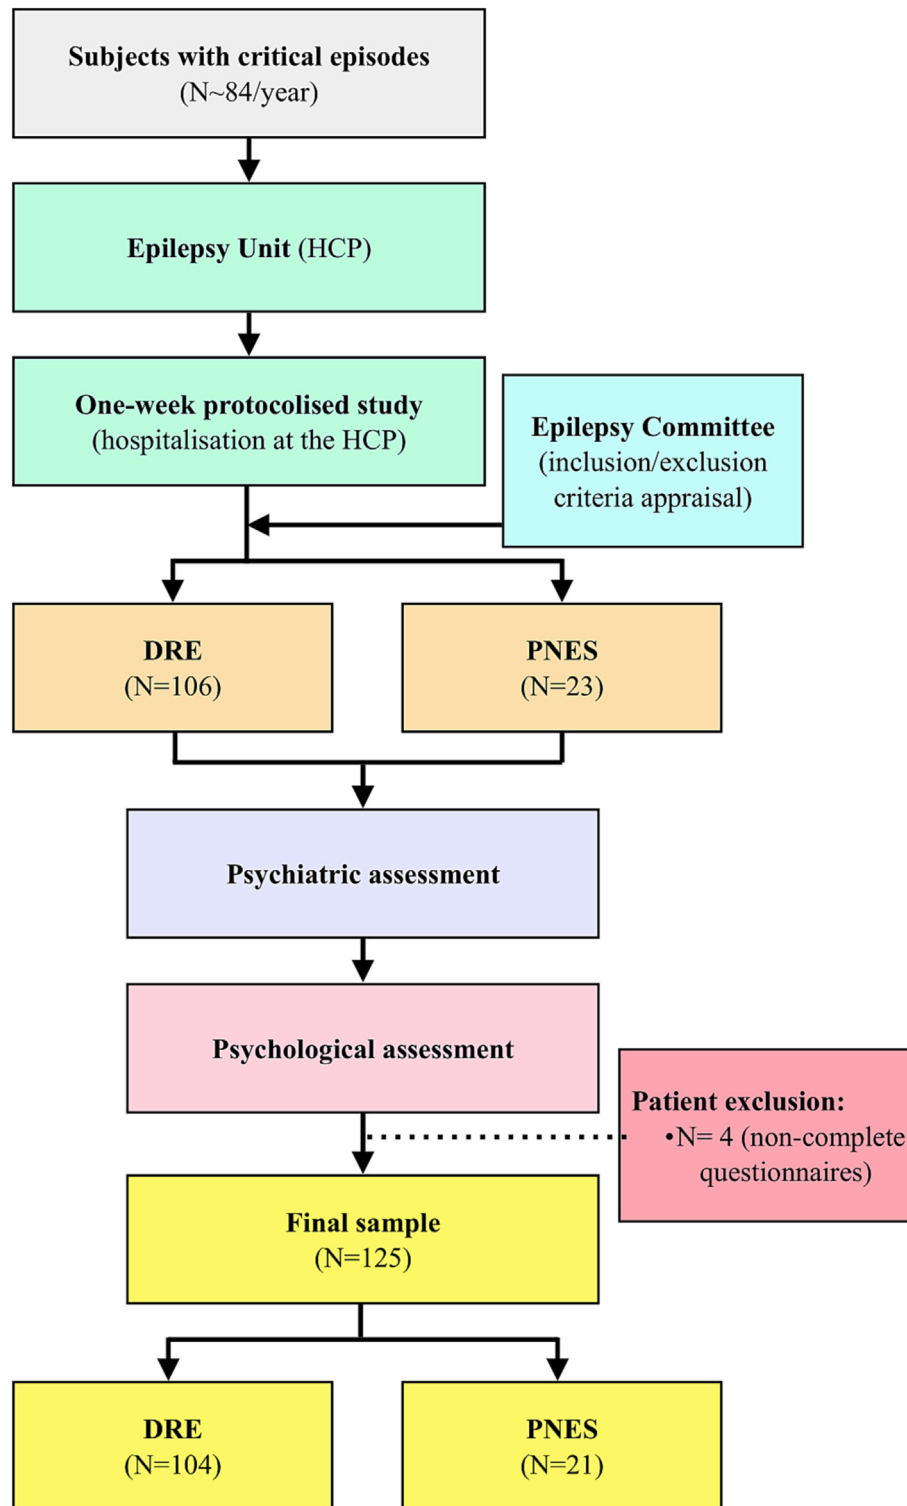 Subjects with critical episodes
(N~84/year)
Epilepsy Unit (HCP)
One-week protocolised study
(hospitalisation at the HCP)
Epilepsy Committee
(inclusion/exclusion
criteria appraisal)
DRE
(N=106)
PNES
(N=23)
Psychiatric assessment
Psychological assessment
Patient exclusion:
•N= 4 (non-complete
questionnaires)
Final sample
(N=125)
DRE
(N=104)
PNES
(N=21)